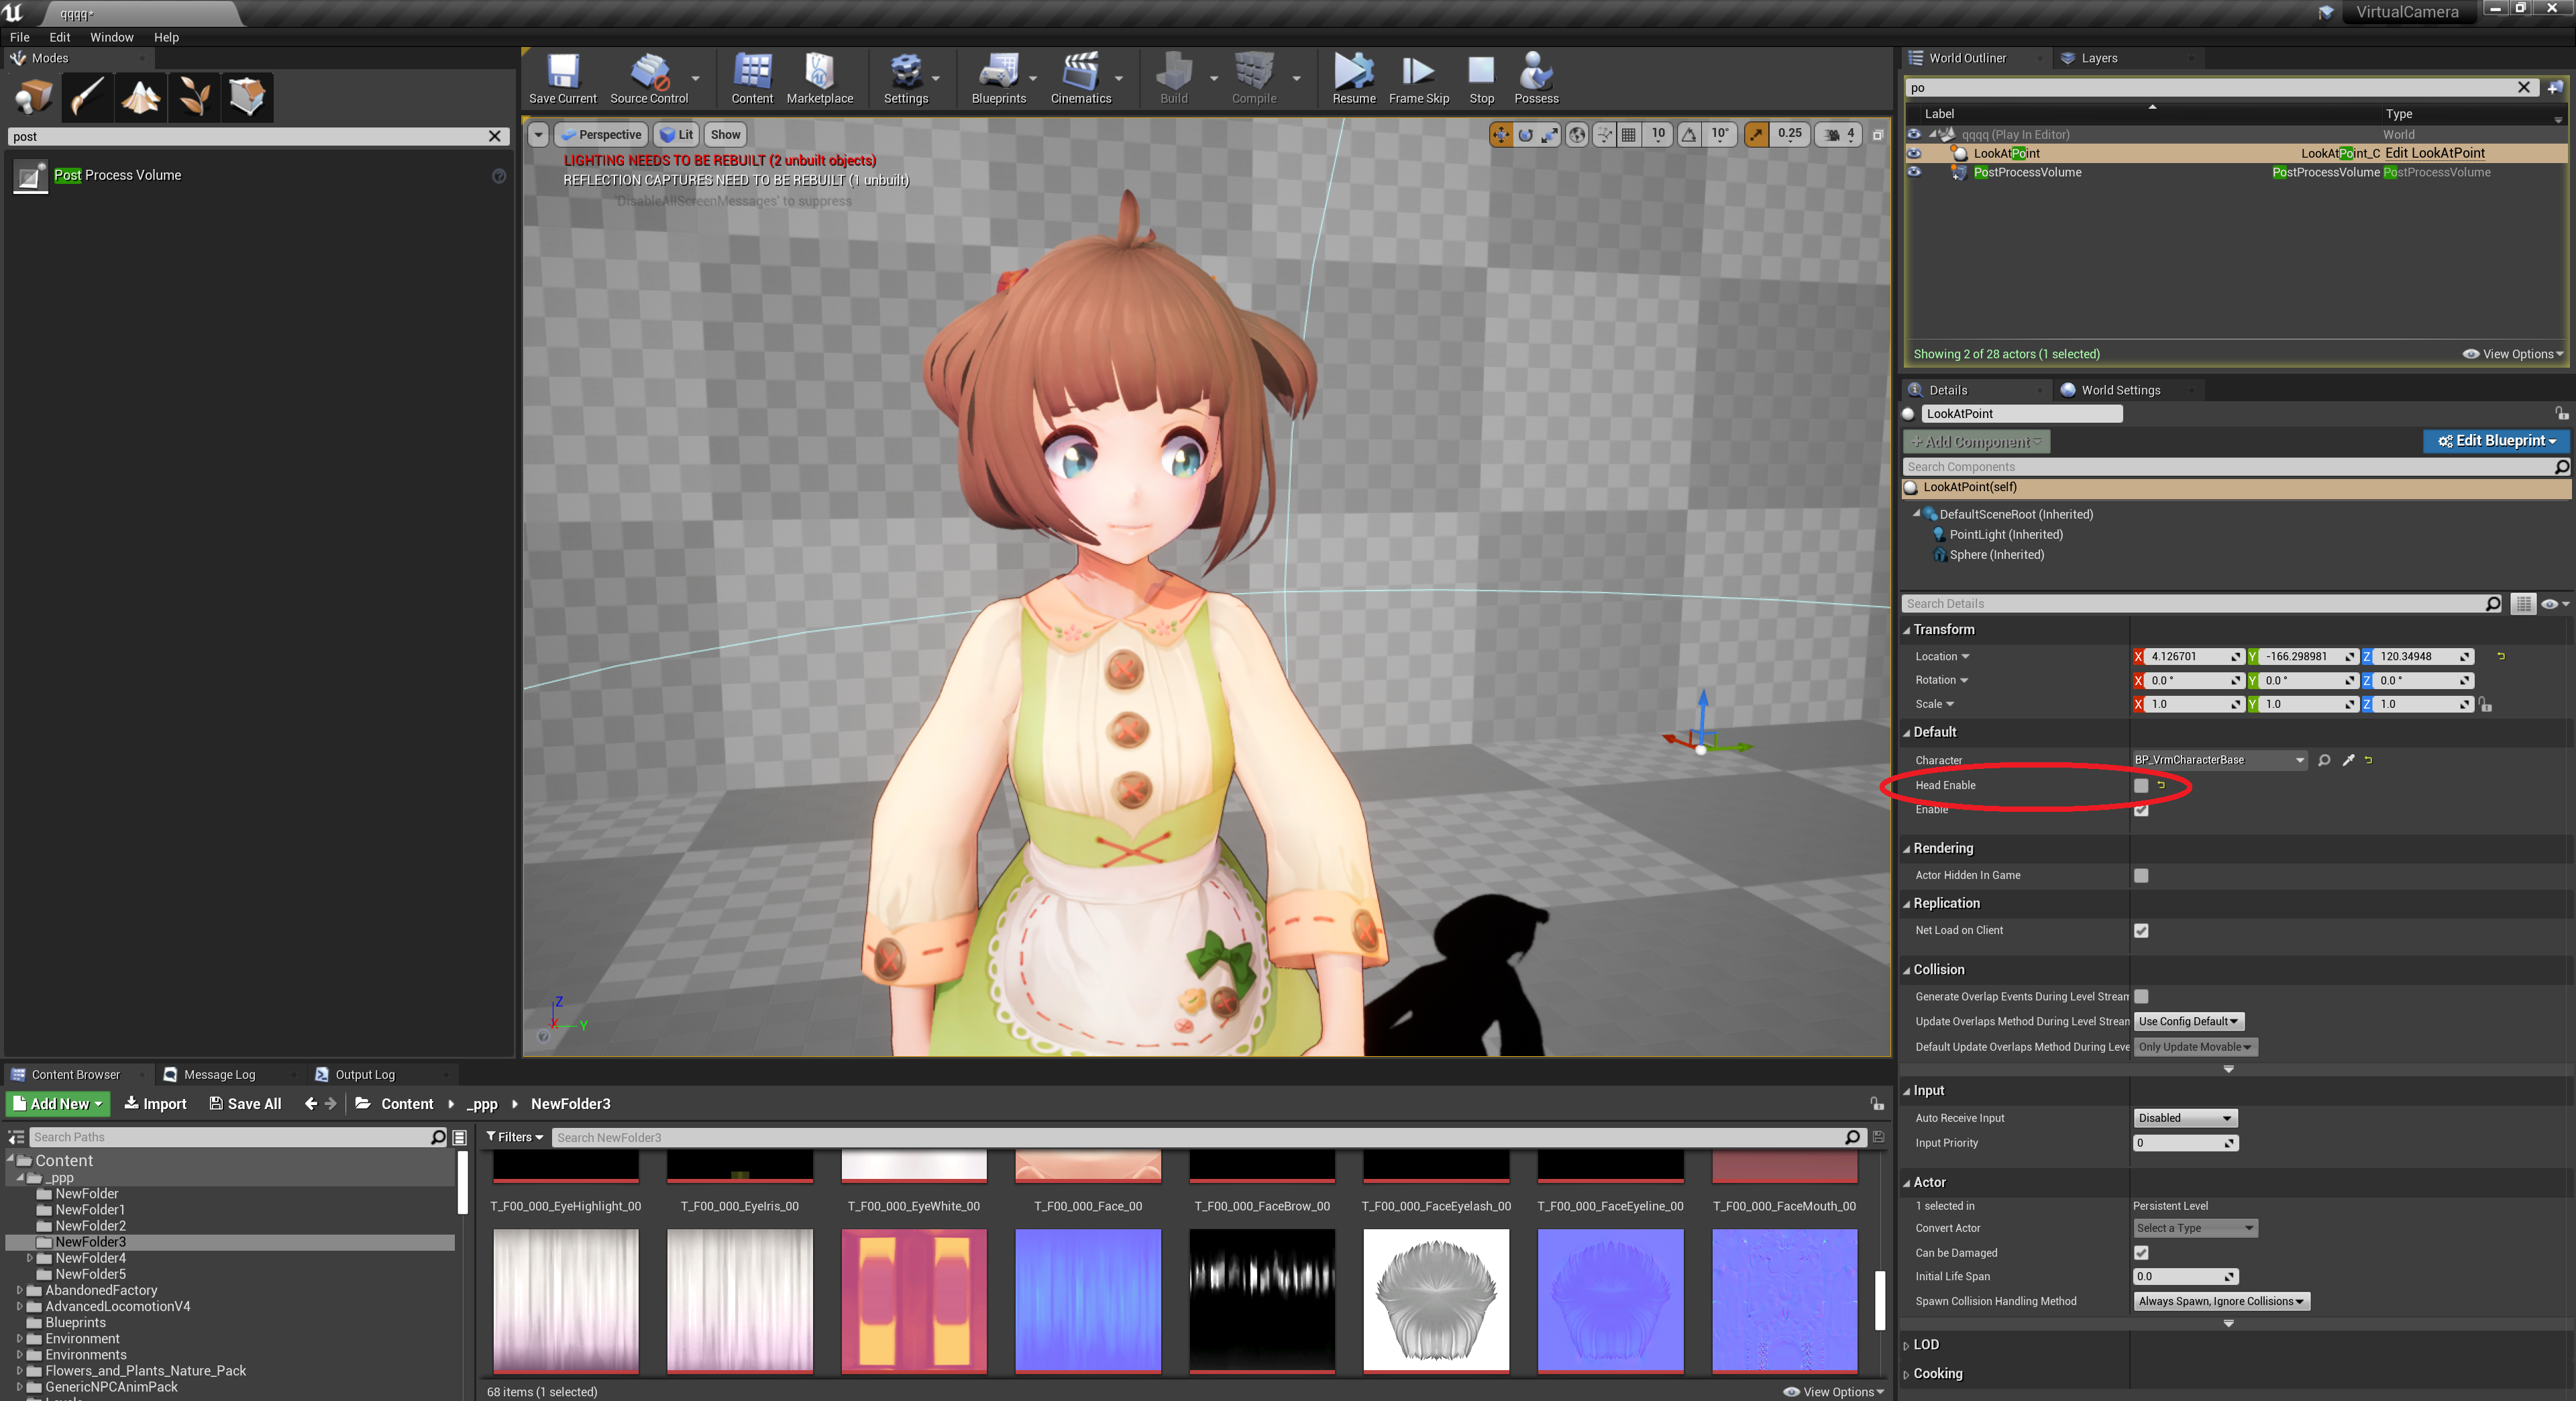 qqqq*
VirtualCamera
File Edit Window Help
Modes
post
Post Process Volume
Save Current
Source Control
Content
Marketplace
Settings
Blueprints
Cinematics
Build
Compile
Resume
Frame Skip
Stop
Possess
Perspective
Lit
Show
10
10°
0.25
4
LIGHTING NEEDS TO BE REBUILT (2 unbuilt objects)
REFLECTION CAPTURES NEED TO BE REBUILT (1 unbuilt)
'DisableAllScreenMessages' to suppress
Z
X
Y
World Outliner
Layers
po
Label Type
qqqq (Play In Editor) World
LookAtPoint LookAtPoint_C Edit LookAtPoint
PostProcessVolume PostProcessVolume PostProcessVolume
Showing 2 of 28 actors (1 selected)
View Options
Details
World Settings
LookAtPoint
+Add Component
Edit Blueprint
Search Components
LookAtPoint(self)
DefaultSceneRoot (Inherited)
PointLight (Inherited)
Sphere (Inherited)
Search Details
Transform
Location X 4.126701 Y -166.298981 Z 120.34948
Rotation X 0.0 ° Y 0.0 ° Z 0.0 °
Scale X 1.0 Y 1.0 Z 1.0
Default
Character BP_VrmCharacterBase
Head Enable
Enable
Rendering
Actor Hidden In Game
Replication
Net Load on Client
Collision
Generate Overlap Events During Level Stream
Update Overlaps Method During Level Stream Use Config Default
Default Update Overlaps Method During Leve Only Update Movable
Input
Auto Receive Input Disabled
Input Priority 0
Actor
1 selected in Persistent Level
Convert Actor Select a Type
Can be Damaged
Initial Life Span 0.0
Spawn Collision Handling Method Always Spawn, Ignore Collisions
LOD
Cooking
Content Browser
Message Log
Output Log
Add New
Import
Save All
Content
_ppp
NewFolder3
Search Paths
Filters
Search NewFolder3
Content
_ppp
NewFolder
NewFolder1
NewFolder2
NewFolder3
NewFolder4
NewFolder5
AbandonedFactory
AdvancedLocomotionV4
Blueprints
Environment
Environments
Flowers_and_Plants_Nature_Pack
GenericNPCAnimPack
T_F00_000_EyeHighlight_00
T_F00_000_EyeIris_00
T_F00_000_EyeWhite_00
T_F00_000_Face_00
T_F00_000_FaceBrow_00
T_F00_000_FaceEyelash_00
T_F00_000_FaceEyeline_00
T_F00_000_FaceMouth_00
68 items (1 selected)
View Options